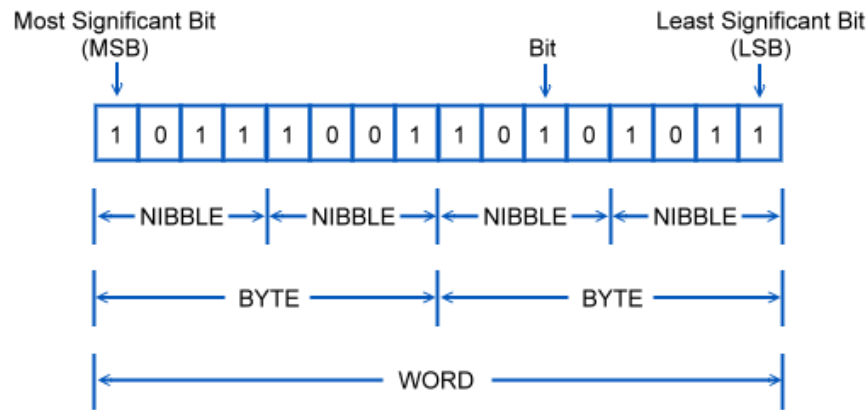 Most Significant Bit
(MSB)
Bit
Least Significant Bit
(LSB)
1 0 1 1 1 0 0 1 1 0 1 0 1 0 1 1
NIBBLE NIBBLE NIBBLE NIBBLE
BYTE BYTE
WORD